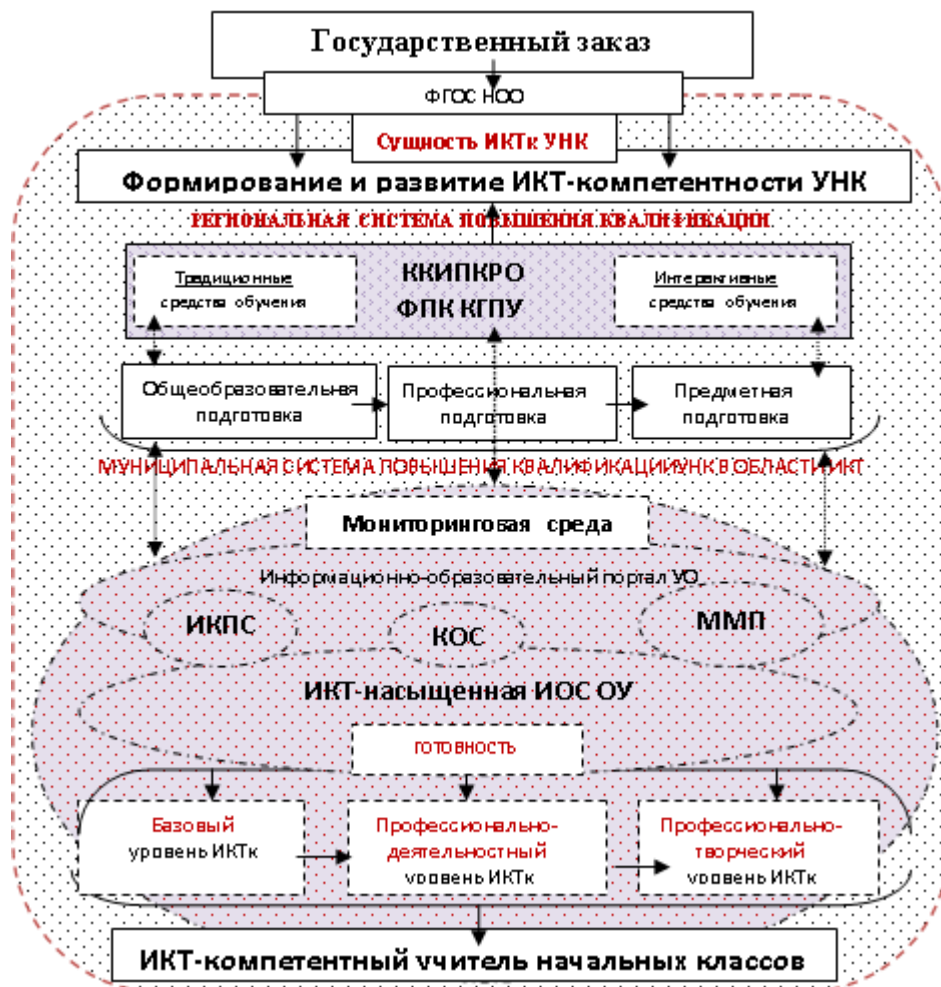 Государственный заказ
ФГОС НОО
Сущность ИКТк УНК
Формирование и развитие ИКТ-компетентности УНК
РЕГИОНАЛЬНАЯ СИСТЕМА ПОВЫШЕНИЯ КВАЛИФИКАЦИИ
Традиционные
средства обучения
ККИПКРО
ФПК КГПУ
Интерактивные
средства обучения
Общеобразовательная
подготовка
Профессиональная
подготовка
Предметная
подготовка
МУНИЦИПАЛЬНАЯ СИСТЕМА ПОВЫШЕНИЯ КВАЛИФИКАЦИИ УНК В ОБЛАСТИ ИКТ
Мониторинговая среда
Информационно-образовательный портал УО
ИКПС
КОС
ММП
ИКТ-насыщенная ИОС ОУ
готовность
Базовый
уровень ИКТк
Профессионально-
деятельностный
уровень ИКТк
Профессионально-
творческий
уровень ИКТк
ИКТ-компетентный учитель начальных классов